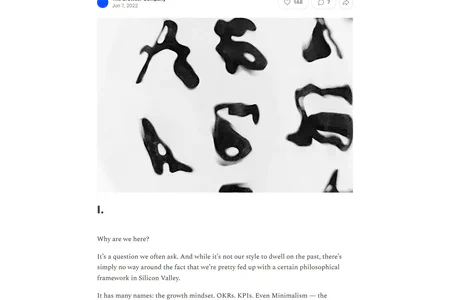 Jun 7, 2022
148
7
I.
Why are we here?
It's a question we often ask. And while it's not our style to dwell on the past, there's
simply no way around the fact that we're pretty fed up with a certain philosophical
framework in Silicon Valley.
It has many names: the growth mindset. OKRs. KPIs. Even Minimalism — the